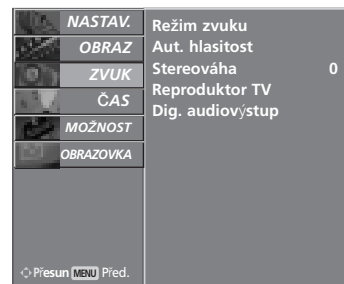 NASTAV.
OBRAZ
ZVUK
ČAS
MOŽNOST
OBRAZOVKA
Přesun MENU Před.
Režim zvuku
Aut. hlasitost
Stereováha 0
Reproduktor TV
Dig. audiovýstup